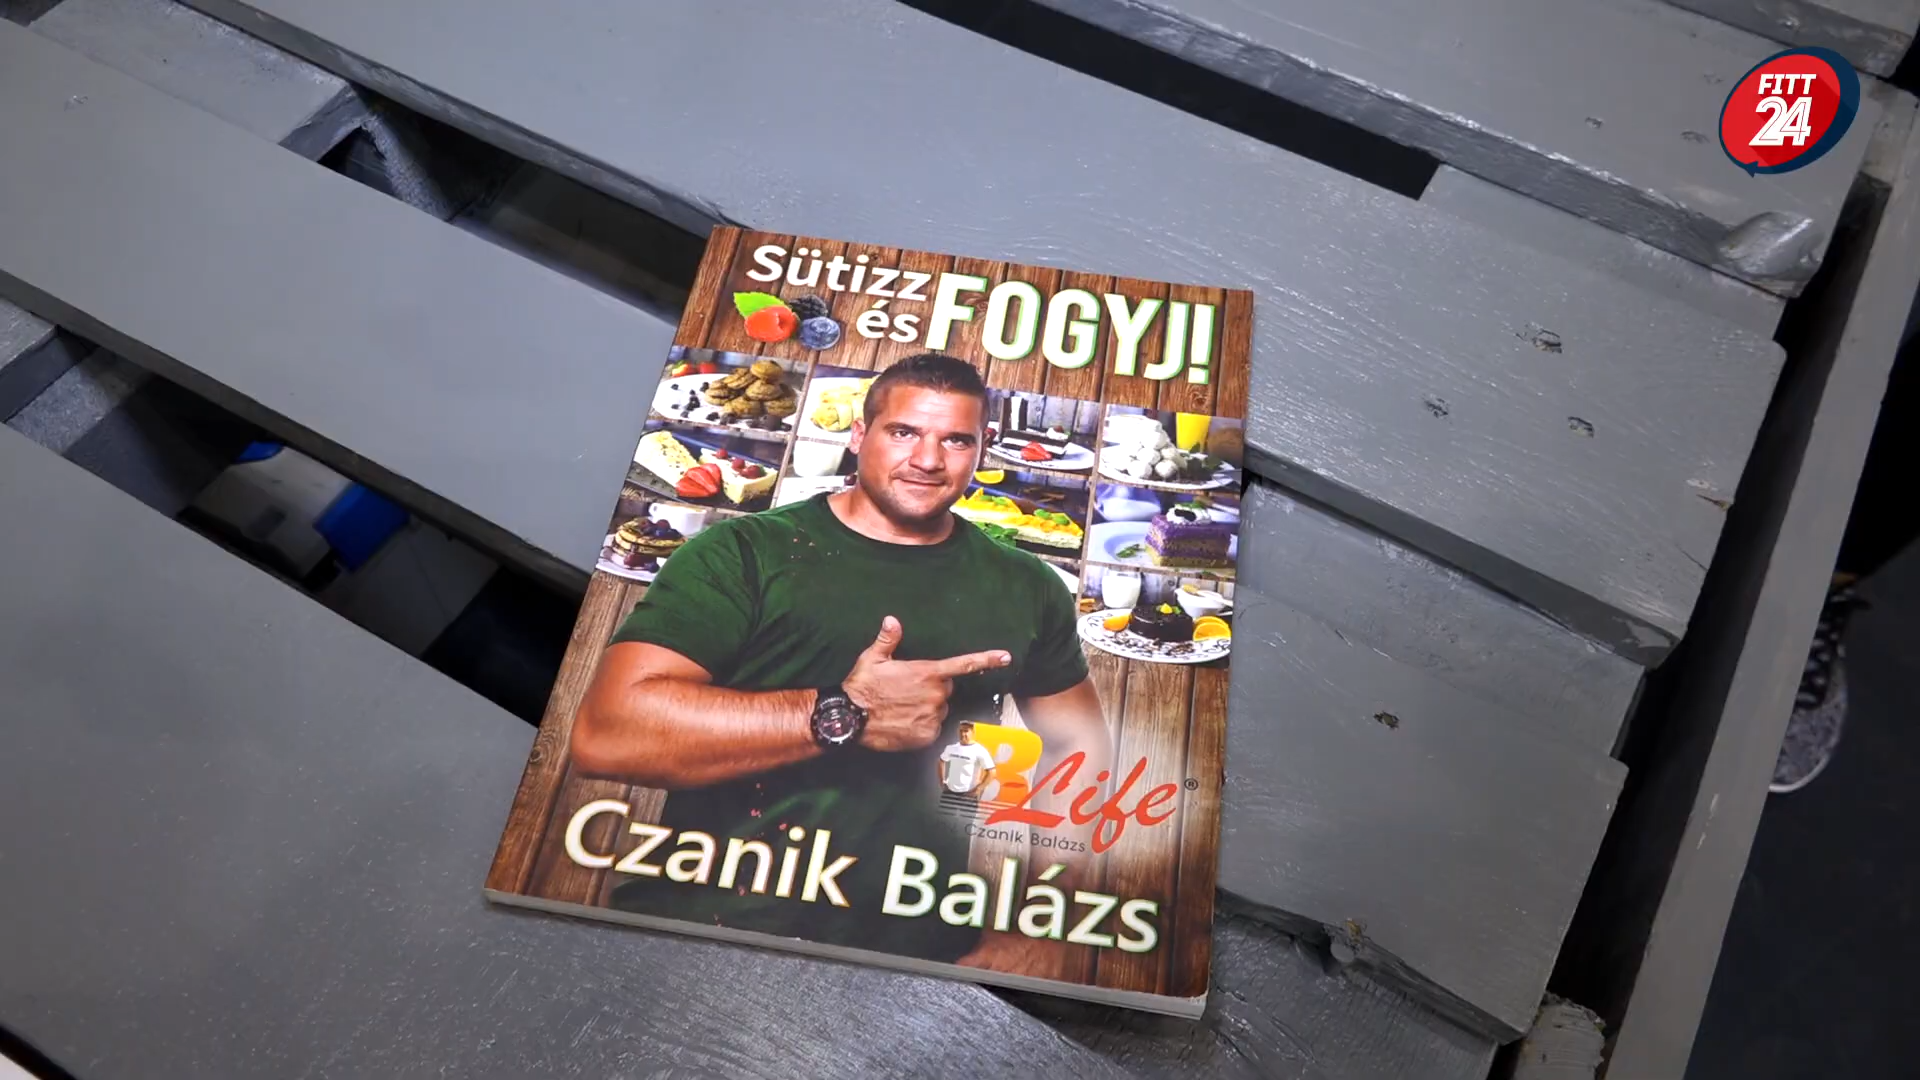 FITT
24
Sütizz
és FOGYJ!
B Life®
Czanik Balázs
Czanik Balázs